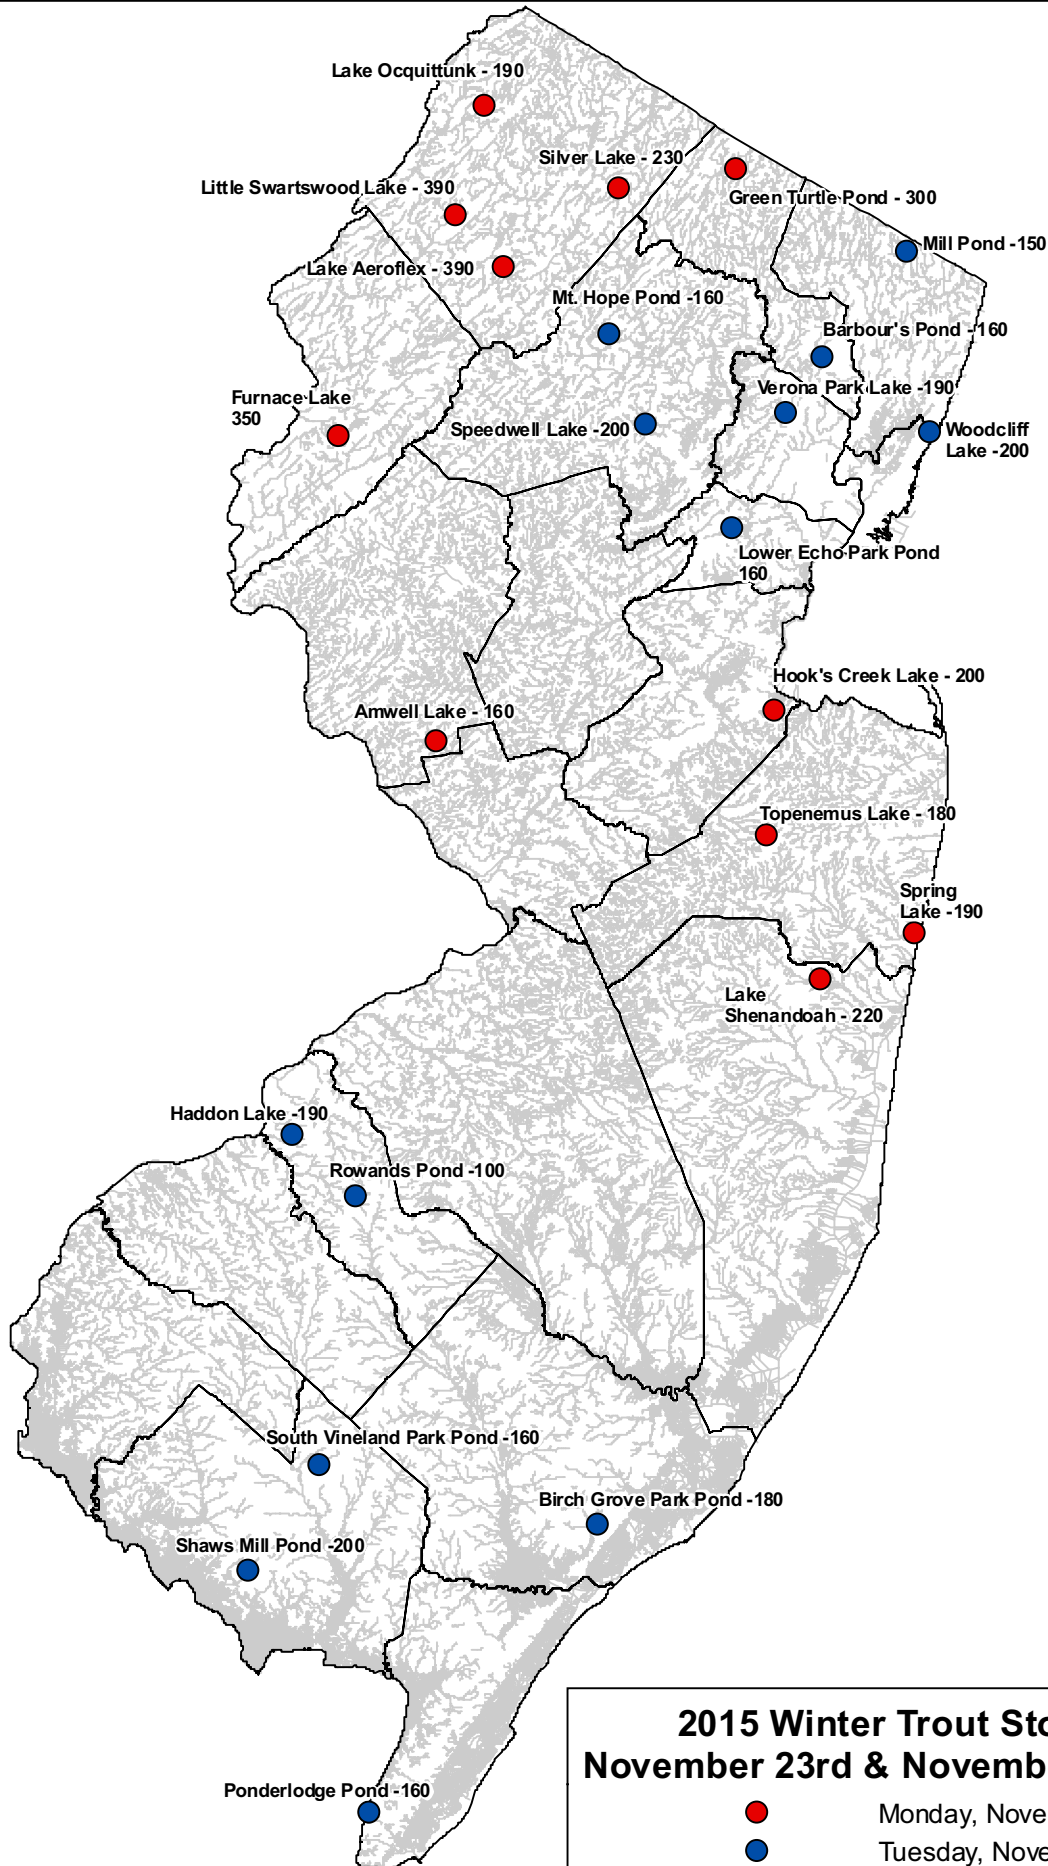 Lake Ocquittunk - 190
Silver Lake - 230
Little Swartswood Lake - 390
Green Turtle Pond - 300
Mill Pond -150
Lake Aeroflex - 390
Mt. Hope Pond -160
Barbour's Pond - 160
Verona Park Lake -190
Furnace Lake
350
Speedwell Lake -200
Woodcliff
Lake -200
Lower Echo Park Pond
160
Hook's Creek Lake - 200
Amwell Lake - 160
Topenemus Lake - 180
Spring
Lake -190
Lake
Shenandoah - 220
Haddon Lake -190
Rowands Pond -100
South Vineland Park Pond -160
Birch Grove Park Pond -180
Shaws Mill Pond -200
Ponderlodge Pond -160
2015 Winter Trout Sto
November 23rd & Novemb
Monday, Nove
Tuesday, Nove